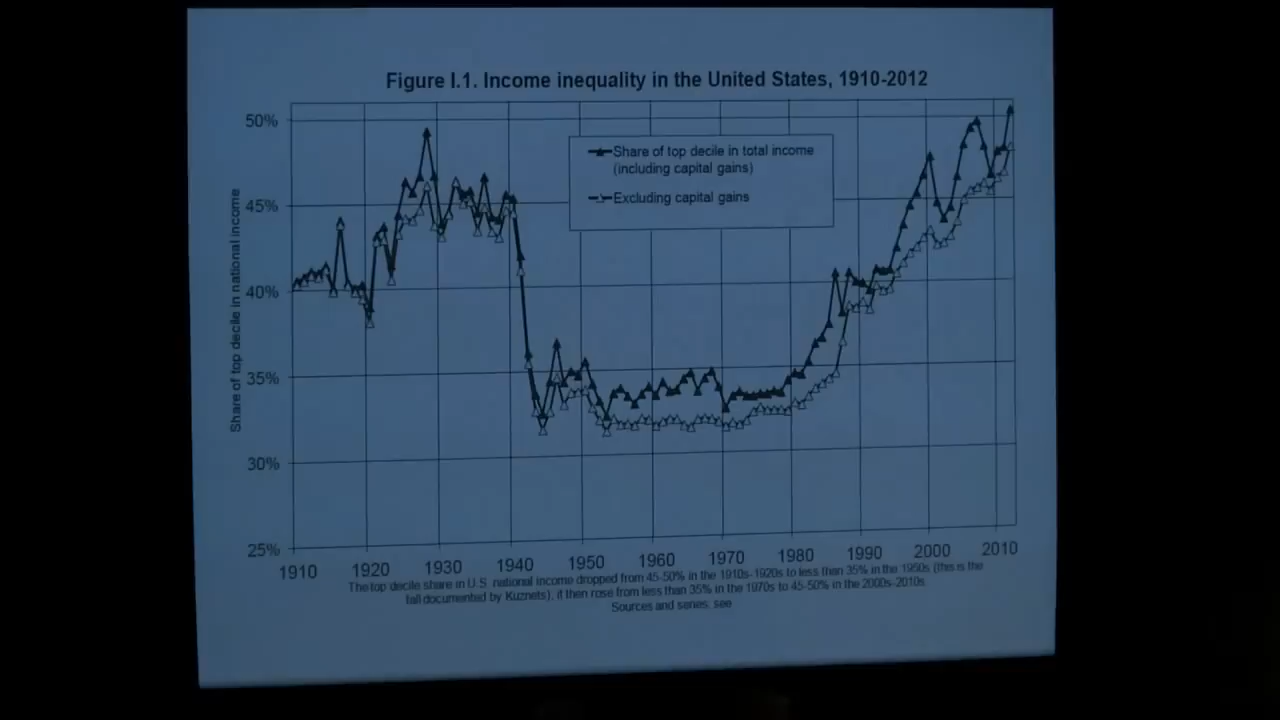 Figure I.1. Income inequality in the United States, 1910-2012
50%
45%
40%
35%
30%
25%
Share of top decile in national income
Share of top decile in total income
(including capital gains)
Excluding capital gains
1910 1920 1930 1940 1950 1960 1970 1980 1990 2000 2010
The top decile share in U.S. national income dropped from 45-50% in the 1910s-1920s to less than 35% in the 1950s (this is the
fall documented by Kuznets); it then rose from less than 35% in the 1970s to 45-50% in the 2000s-2010s.
Sources and series: see